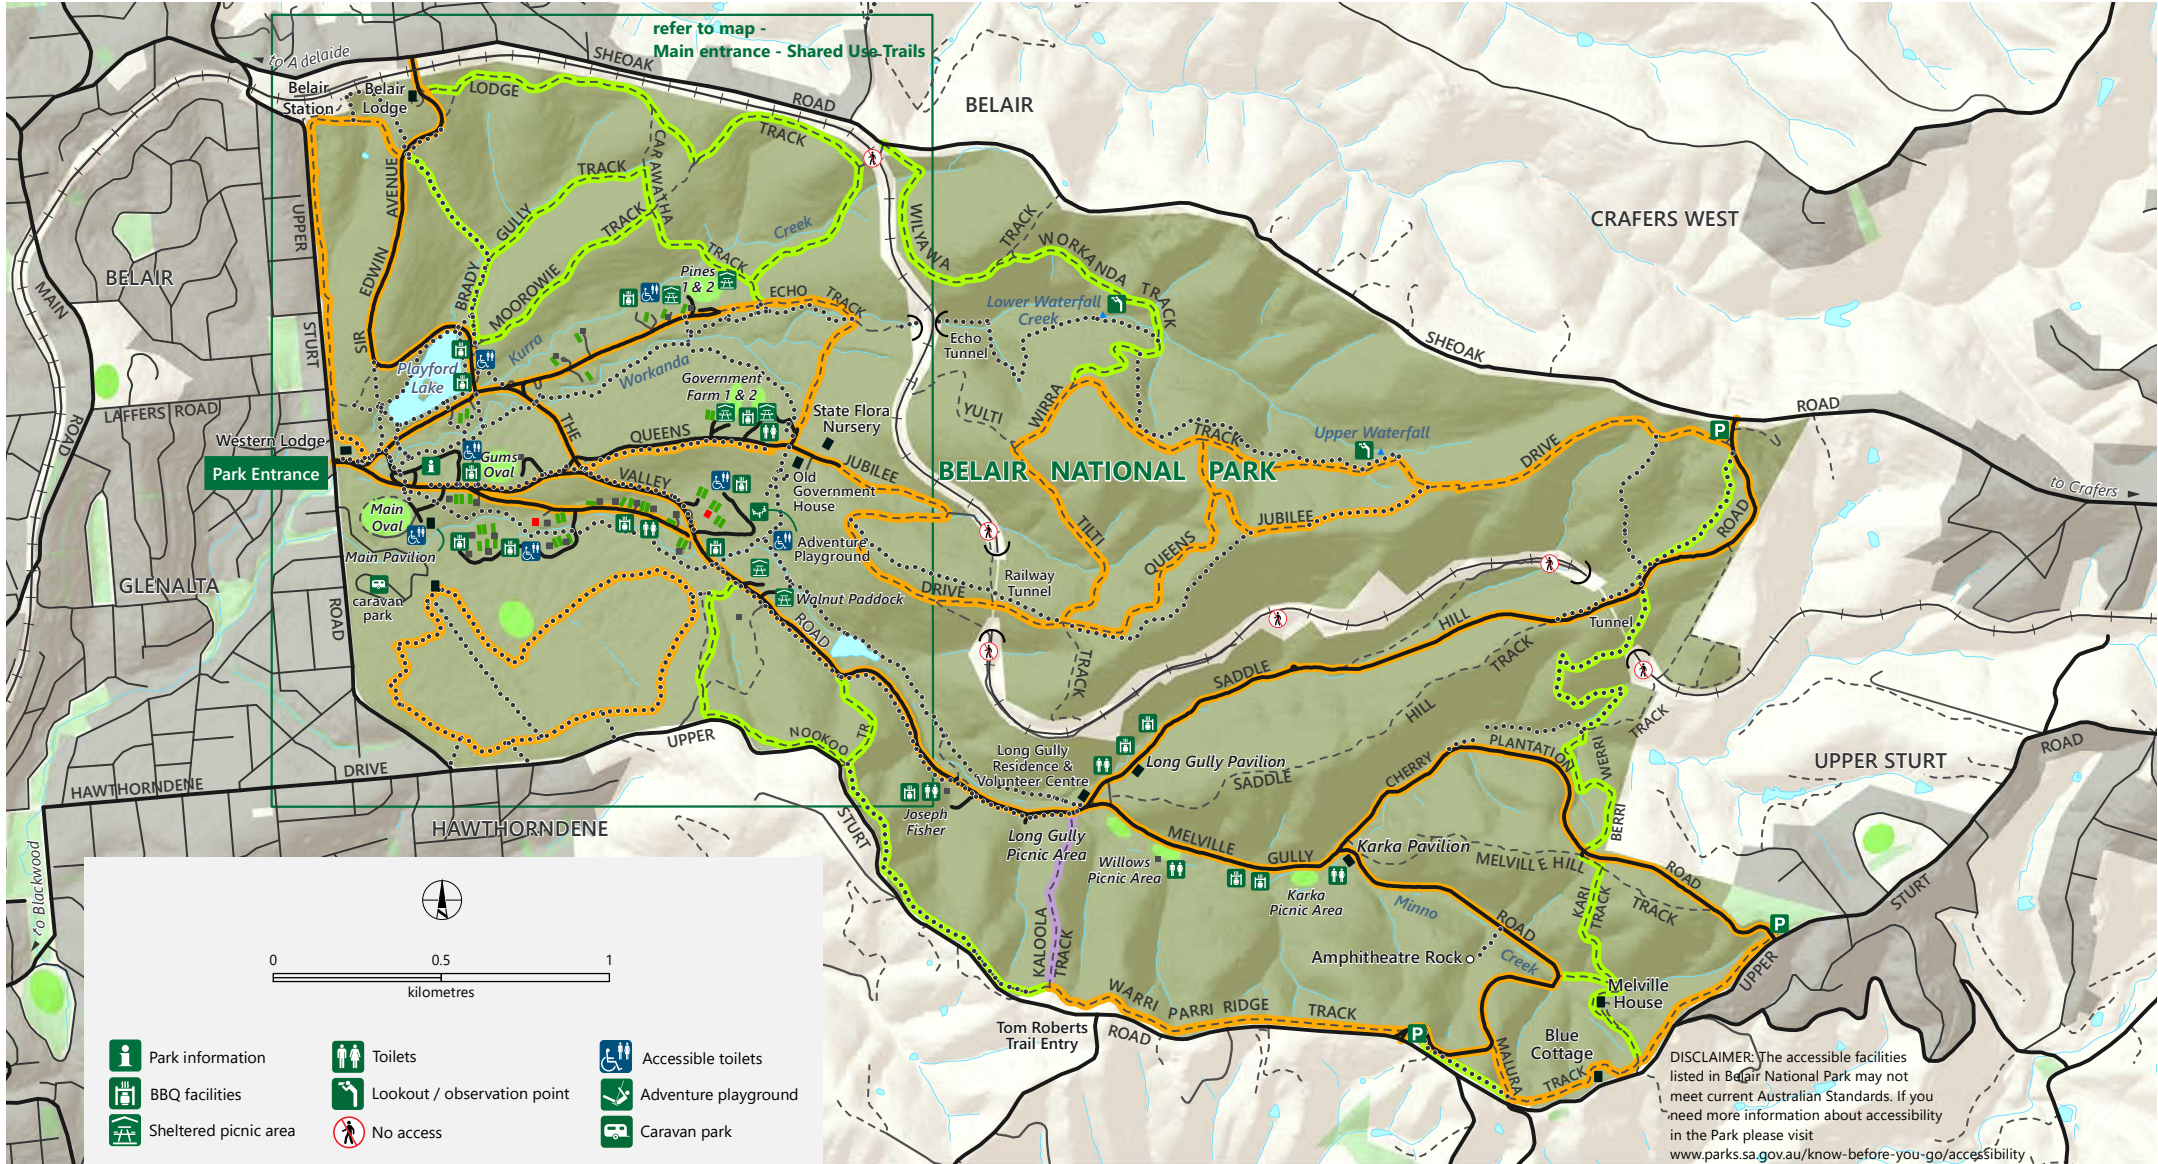 refer to map -
Main entrance - Shared Use Trails
to Adelaide
SHEOAK
ROAD
BELAIR
Belair
Station
Belair
Lodge
LODGE
TRACK
CARAWATHA
TRACK
GULLY
TRACK
MOOROWIE
TRACK
BRADY
Creek
WILYAWA
TRACK
WORKANDA
TRACK
CRAFERS WEST
UPPER
STURT
ROAD
SIR
EDWIN
AVENUE
BELAIR
MAIN
ROAD
Pines
1 & 2
ECHO
TRACK
Lower Waterfall
Creek
Echo
Tunnel
SHEOAK
ROAD
Playford
Lake
Kurra
Workanda
Government
Farm 1 & 2
YULTI
WIRRA
TRACK
Upper Waterfall
DRIVE
P
to Crafers
LAFFERS ROAD
Western Lodge
Park Entrance
THE
QUEENS
State Flora
Nursery
Gums
Oval
VALLEY
JUBILEE
Old
Government
House
BELAIR NATIONAL PARK
Main
Oval
Main Pavilion
Adventure
Playground
TILTI
QUEENS
JUBILEE
ROAD
GLENALTA
caravan
park
Walnut Paddock
ROAD
DRIVE
Railway
Tunnel
TRACK
HILL
SADDLE
TRACK
HILL
SADDLE
Tunnel
TRACK
UPPER
NOOKOO
TR
Long Gully
Residence &
Volunteer Centre
Long Gully Pavilion
CHERRY
PLANTATION
WERRI
BERRI
UPPER STURT
ROAD
HAWTHORNDENE
DRIVE
HAWTHORNDENE
STURT
Joseph
Fisher
Long Gully
Picnic Area
MELVILLE
GULLY
Willows
Picnic Area
Karka Pavilion
Karka
Picnic Area
MELVILLE HILL
TRACK
ROAD
KARI
TRACK
P
STURT
UPPER
to Blackwood
KALOOLA
TRACK
Minno
Creek
ROAD
Amphitheatre Rock
Melville
House
WARRI
PARRI RIDGE
TRACK
P
Tom Roberts
Trail Entry
ROAD
MALURA
TRACK
Blue
Cottage
0 0.5 1
kilometres
Park information
BBQ facilities
Sheltered picnic area
Toilets
Lookout / observation point
No access
Accessible toilets
Adventure playground
Caravan park
DISCLAIMER: The accessible facilities
listed in Belair National Park may not
meet current Australian Standards. If you
need more information about accessibility
in the Park please visit
www.parks.sa.gov.au/know-before-you-go/accessibility